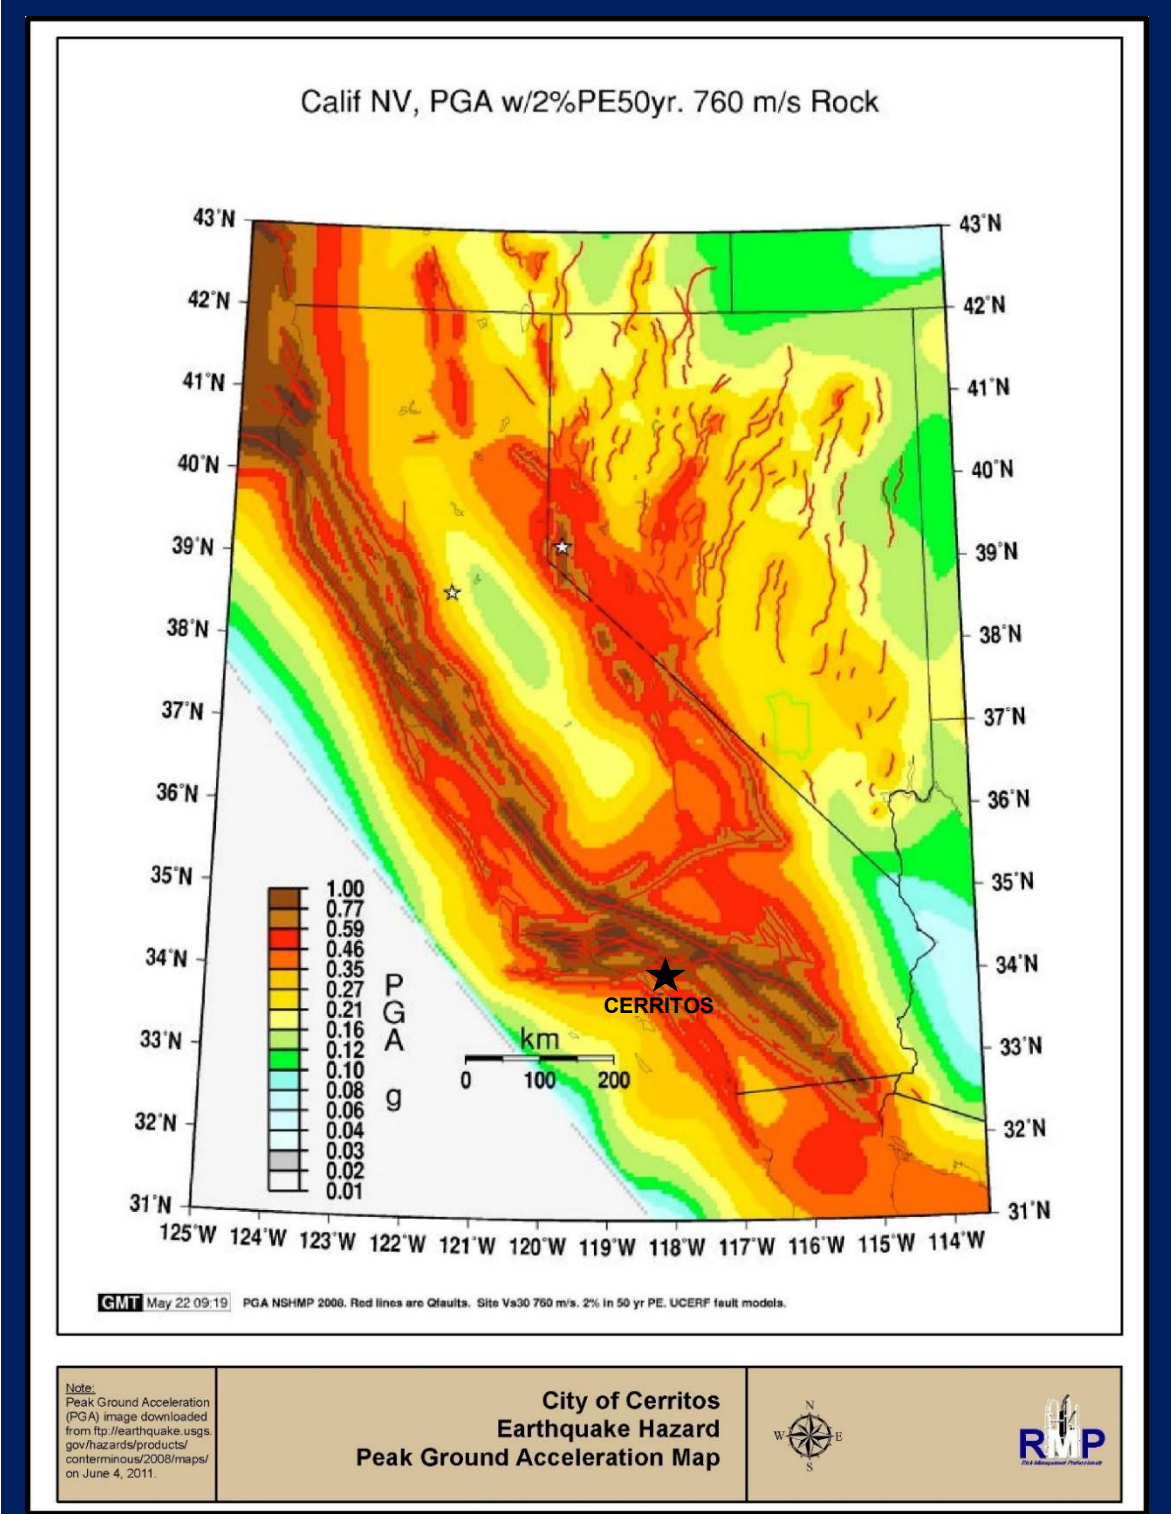 Calif NV, PGA w/2%PE50yr. 760 m/s Rock
43°N
43°N
42°N
42°N
41°N
41°N
40°N
40°N
39°N
39°N
38°N
38°N
37°N
37°N
36°N
36°N
35°N
35°N
34°N
34°N
33°N
33°N
32°N
32°N
31°N
31°N
CERRITOS
1.00
0.77
0.59
0.46
0.35
0.27
0.21
0.16
0.12
0.10
0.08
0.06
0.04
0.03
0.02
0.01
P
G
A
g
km
0 100 200
125°W 124°W 123°W 122°W 121°W 120°W 119°W 118°W 117°W 116°W 115°W 114°W
GMT May 22 09:19 PGA NSHMP 2008. Red lines are Qfaults. Site Vs30 760 m/s. 2% in 50 yr PE. UCERF fault models.
Note:
Peak Ground Acceleration
(PGA) image downloaded
from ftp://earthquake.usgs.
gov/hazards/products/
conterminous/2008/maps/
on June 4, 2011.
City of Cerritos
Earthquake Hazard
Peak Ground Acceleration Map
N
W E
S
RMP
Risk Management Professionals